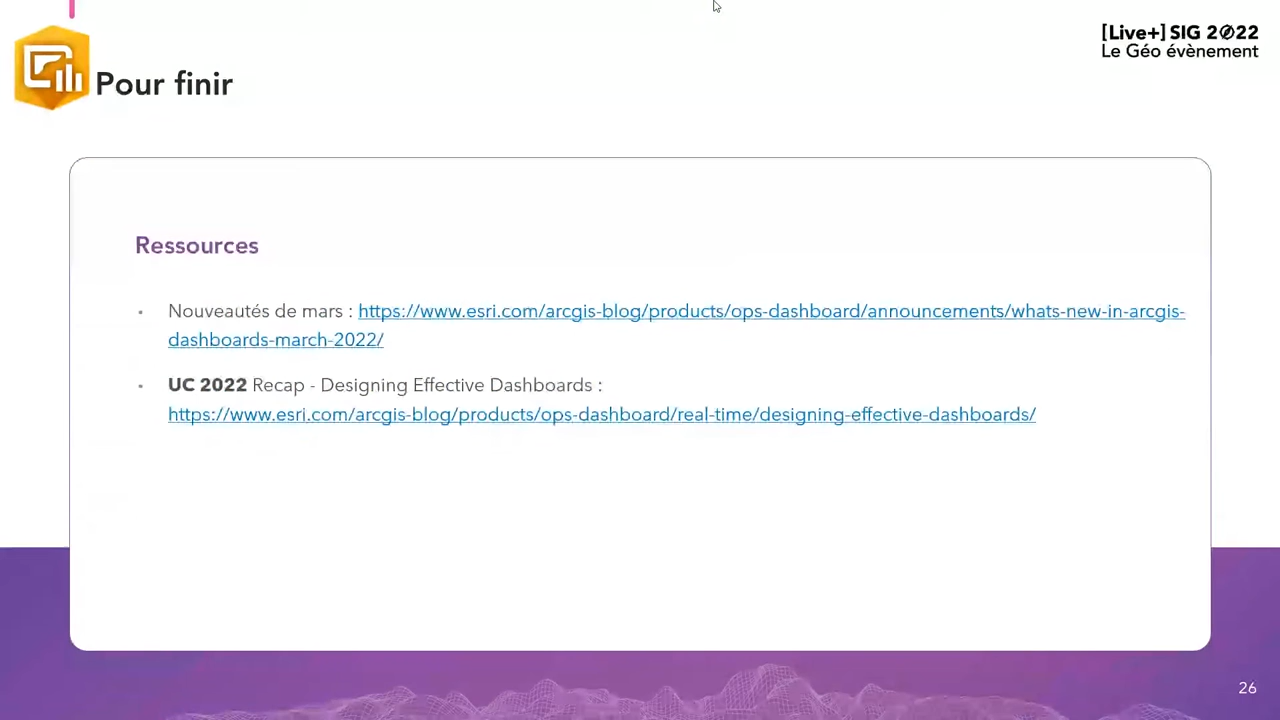 [Live+] SIG 2022
Le Géo évènement
Pour finir
Ressources
Nouveautés de mars : https://www.esri.com/arcgis-blog/products/ops-dashboard/announcements/whats-new-in-arcgis-
dashboards-march-2022/
UC 2022 Recap - Designing Effective Dashboards :
https://www.esri.com/arcgis-blog/products/ops-dashboard/real-time/designing-effective-dashboards/
26